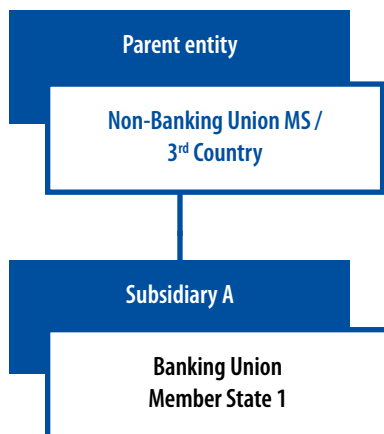 Parent entity
Non-Banking Union MS /
3rd Country
Subsidiary A
Banking Union
Member State 1